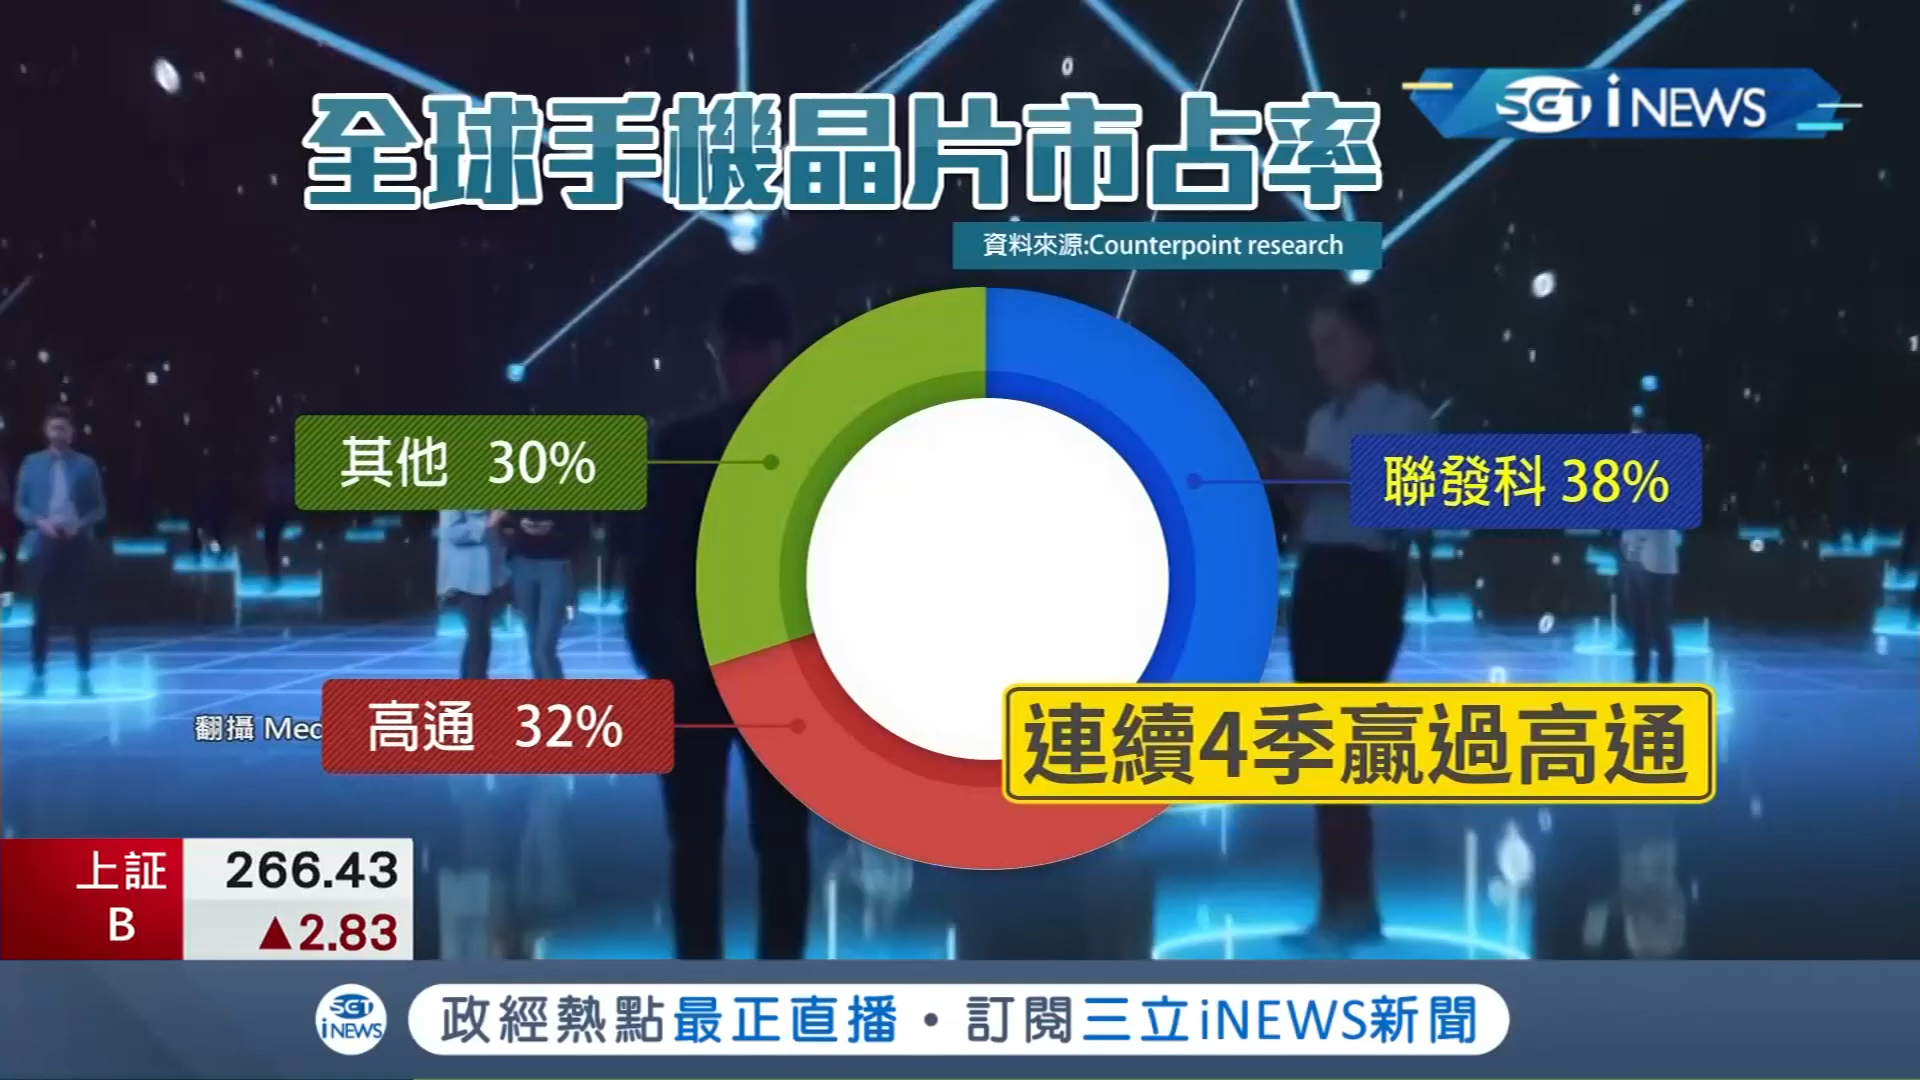 全球手機晶片市占率
SET iNEWS
資料來源:Counterpoint research
其他 30%
聯發科 38%
高通 32%
翻攝 Med
連續4季贏過高通
上証 266.43
B ▲2.83
SET iNEWS
政經熱點最正直播・訂閱三立iNEWS新聞